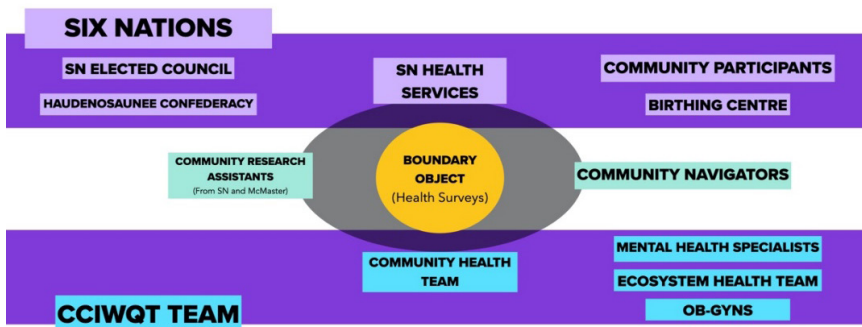 SIX NATIONS
SN ELECTED COUNCIL
HAUDENOSAUNEE CONFEDERACY
SN HEALTH
SERVICES
COMMUNITY PARTICIPANTS
BIRTHING CENTRE
COMMUNITY RESEARCH
ASSISTANTS
(From SN and McMaster)
BOUNDARY
OBJECT
(Health Surveys)
COMMUNITY NAVIGATORS
COMMUNITY HEALTH
TEAM
MENTAL HEALTH SPECIALISTS
ECOSYSTEM HEALTH TEAM
OB-GYNS
CCIWQT TEAM